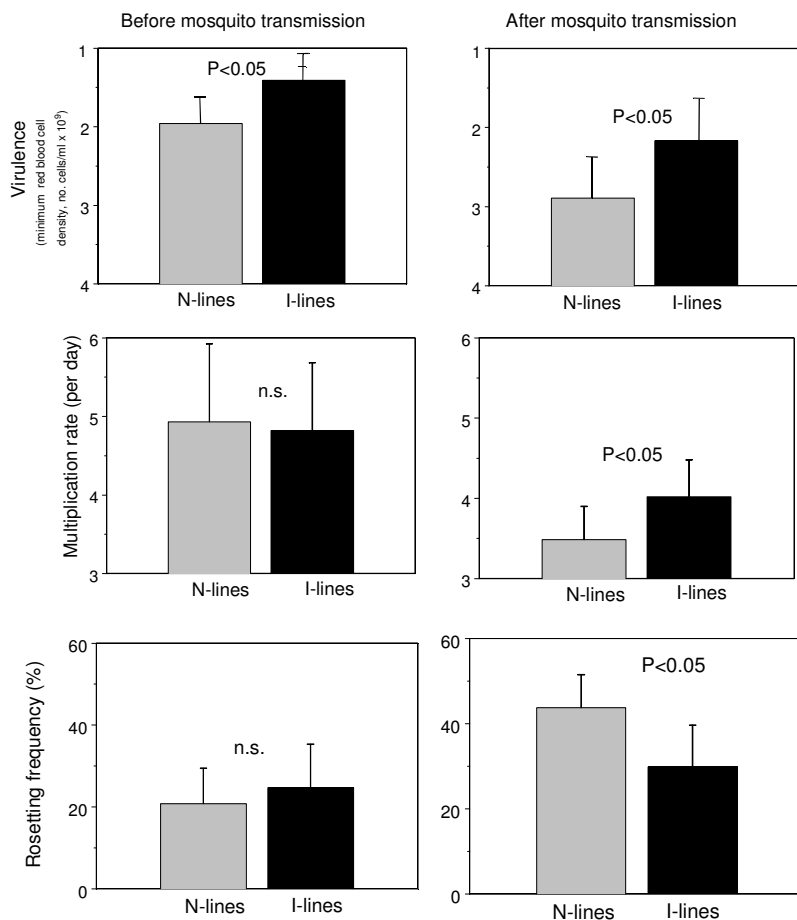 Before mosquito transmission
After mosquito transmission
Virulence
(minimum red blood cell
density, no. cells/ml x 10⁹)
1
2
3
4
P<0.05
N-lines
I-lines
1
2
3
4
P<0.05
N-lines
I-lines
Multiplication rate (per day)
6
5
4
3
n.s.
N-lines
I-lines
6
5
4
3
P<0.05
N-lines
I-lines
Rosetting frequency (%)
60
40
20
0
n.s.
N-lines
I-lines
60
40
20
0
P<0.05
N-lines
I-lines